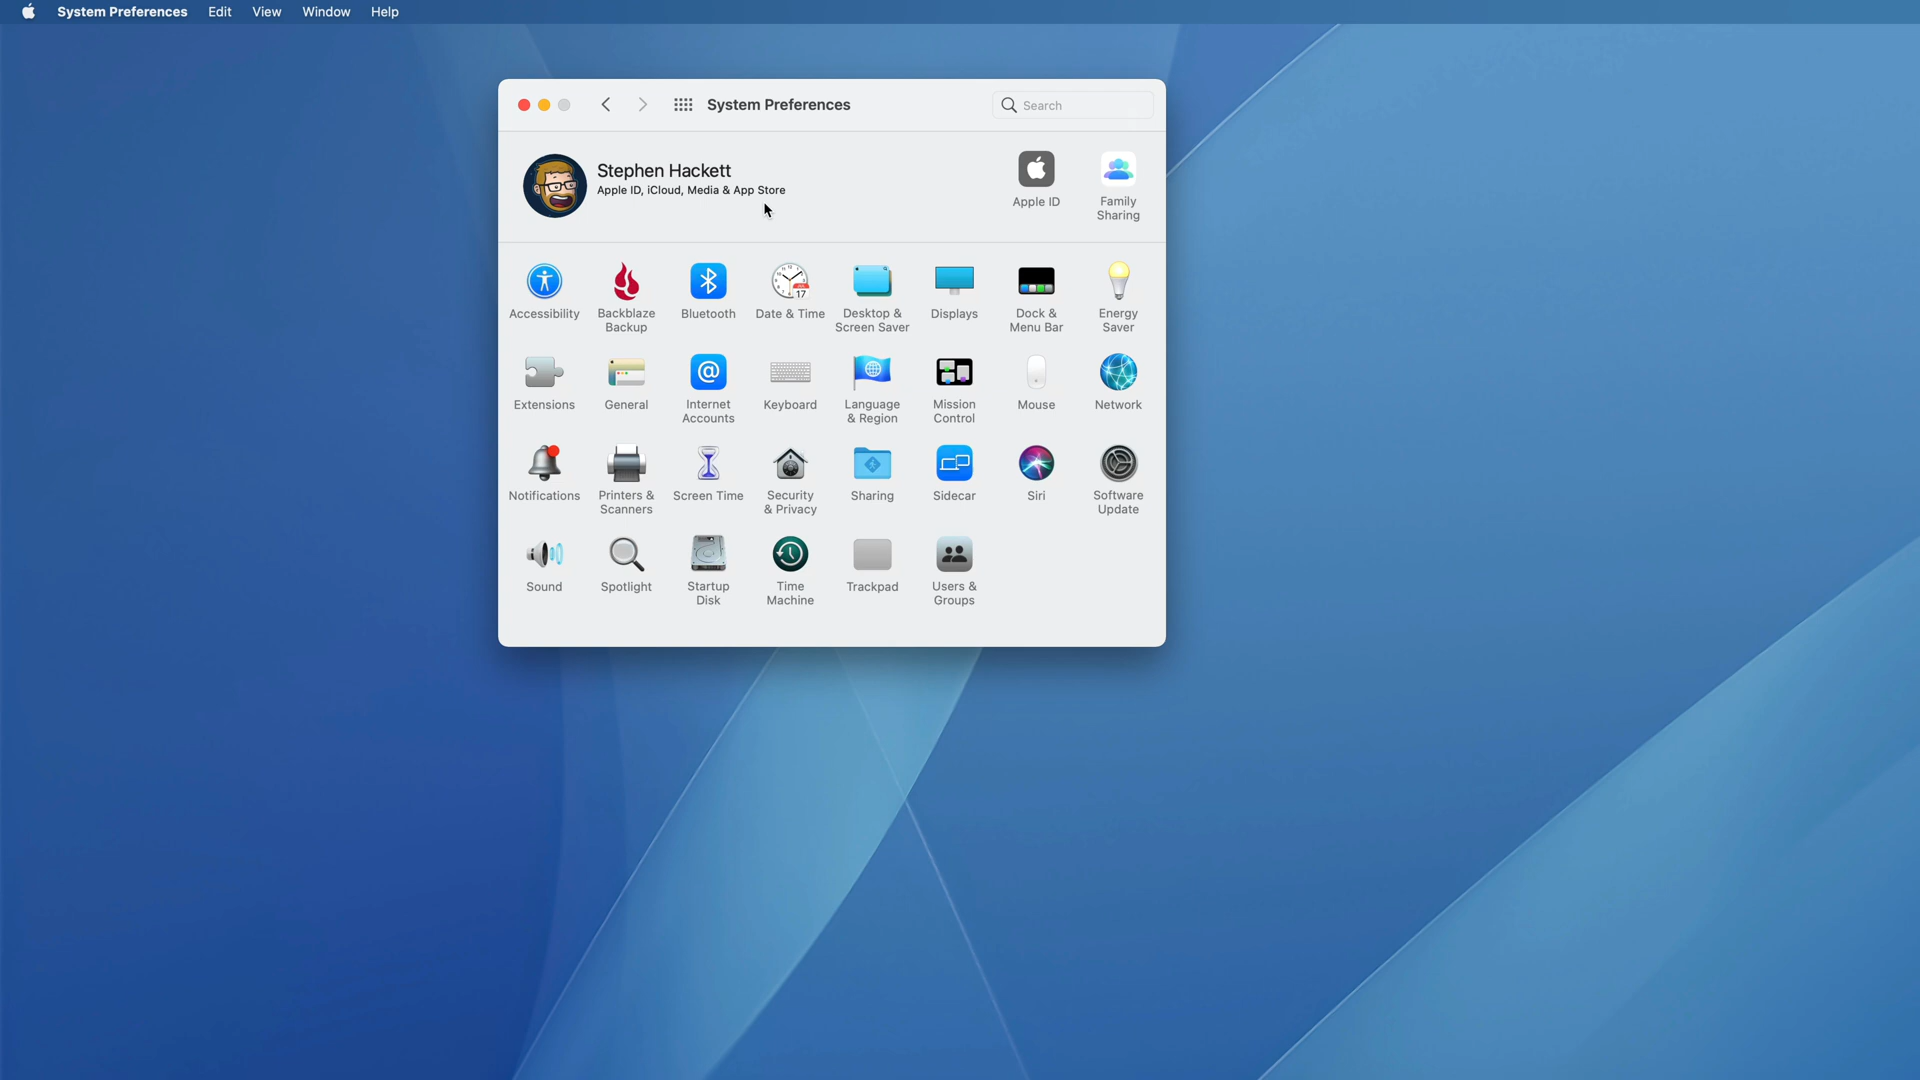 System Preferences Edit View Window Help
System Preferences
Search
Stephen Hackett
Apple ID, iCloud, Media & App Store
Apple ID
Family
Sharing
Accessibility
Backblaze
Backup
Bluetooth
17
Date & Time
Desktop &
Screen Saver
Displays
Dock &
Menu Bar
Energy
Saver
Extensions
General
@
Internet
Accounts
Keyboard
Language
& Region
Mission
Control
Mouse
Network
Notifications
Printers &
Scanners
Screen Time
Security
& Privacy
Sharing
Sidecar
Siri
Software
Update
Sound
Spotlight
Startup
Disk
Time
Machine
Trackpad
Users &
Groups